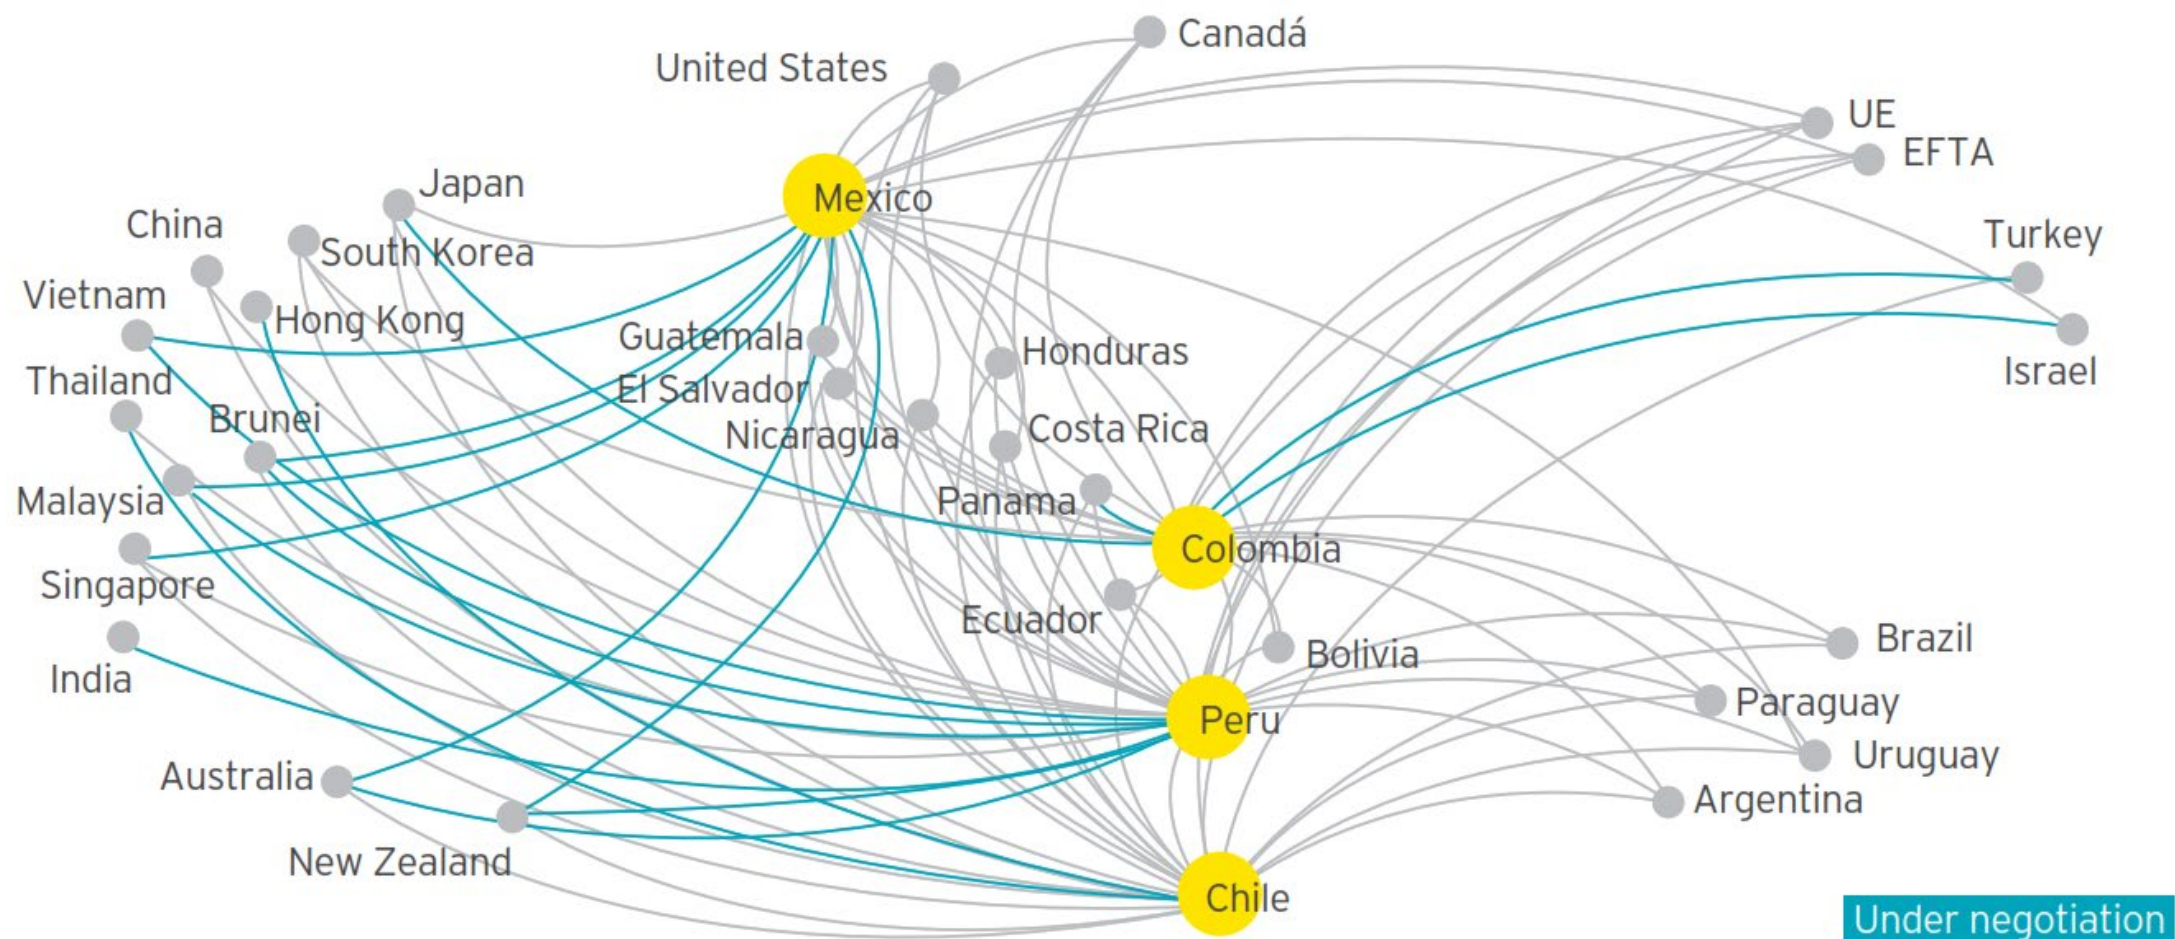 Canadá
United States
UE
EFTA
Japan
Mexico
China
South Korea
Turkey
Vietnam
Hong Kong
Guatemala
Honduras
Israel
Thailand
El Salvador
Brunei
Nicaragua
Costa Rica
Malaysia
Panama
Colombia
Singapore
Ecuador
Bolivia
Brazil
India
Paraguay
Peru
Uruguay
Australia
Argentina
New Zealand
Chile
Under negotiation